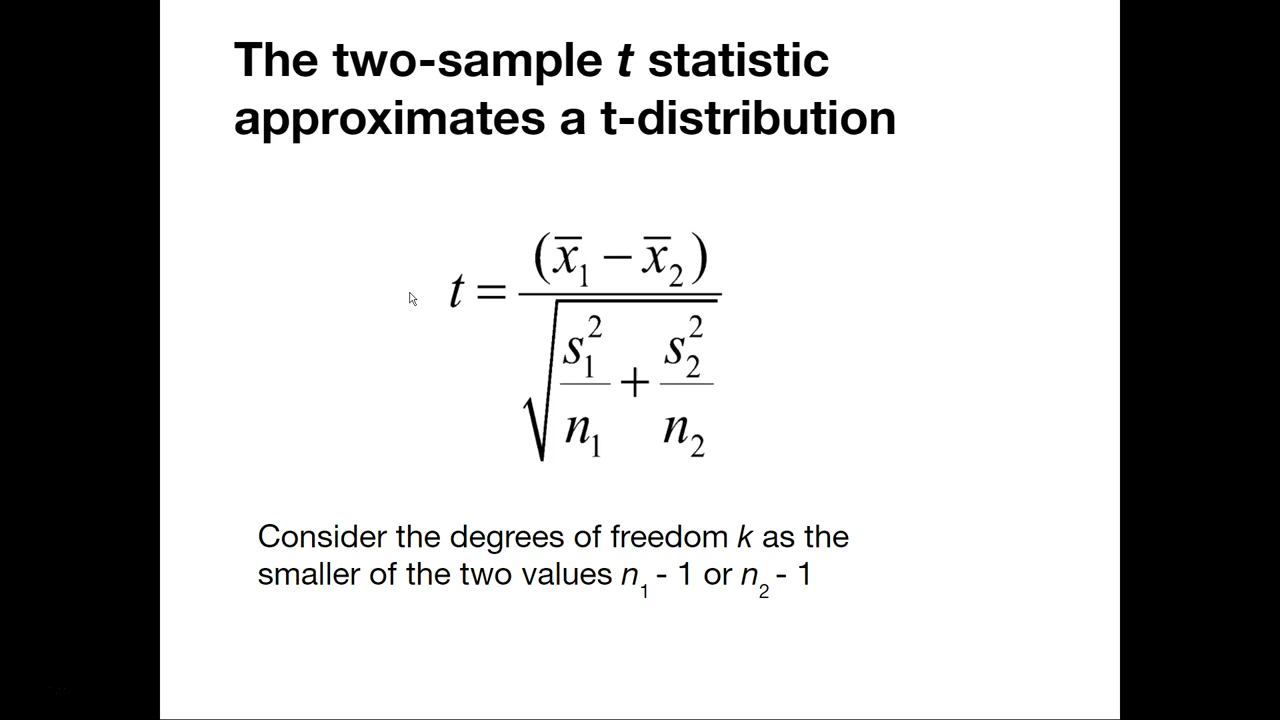 The two-sample t statistic
approximates a t-distribution
t = (x̄₁ − x̄₂) / √(s₁²/n₁ + s₂²/n₂)
Consider the degrees of freedom k as the
smaller of the two values n₁ - 1 or n₂ - 1